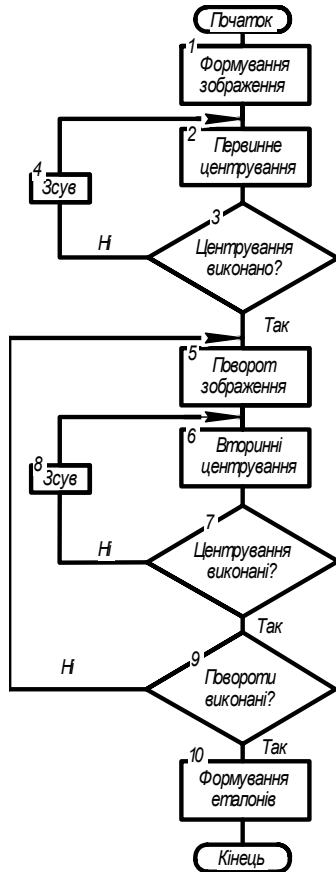 Початок
1
Формування
зображення
2
Первинне
центрування
4
Зсув
3
Центрування
виконано?
Ні
Так
5
Поворот
зображення
6
Вторинні
центрування
8
Зсув
7
Центрування
виконані?
Ні
Так
9
Повороти
виконані?
Ні
Так
10
Формування
еталонів
Кінець